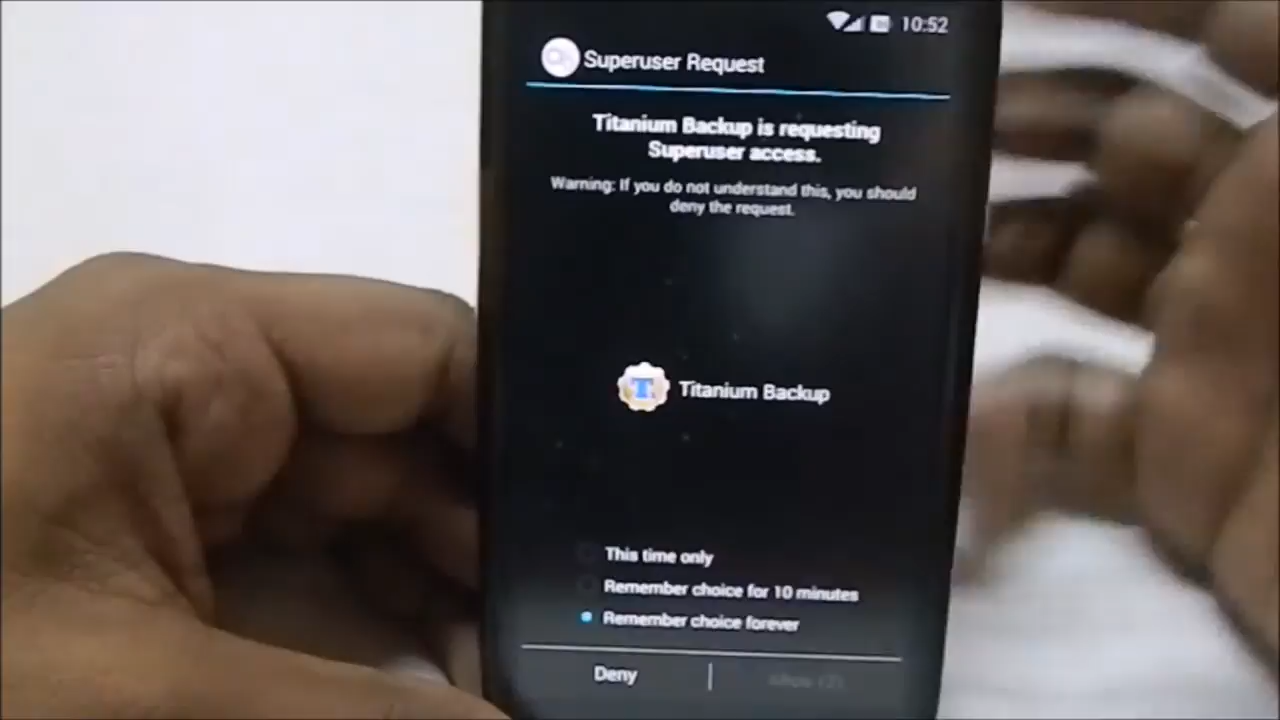 10:52
Superuser Request
Titanium Backup is requesting
Superuser access.
Warning: If you do not understand this, you should
deny the request.
Titanium Backup
This time only
Remember choice for 10 minutes
Remember choice forever
Deny